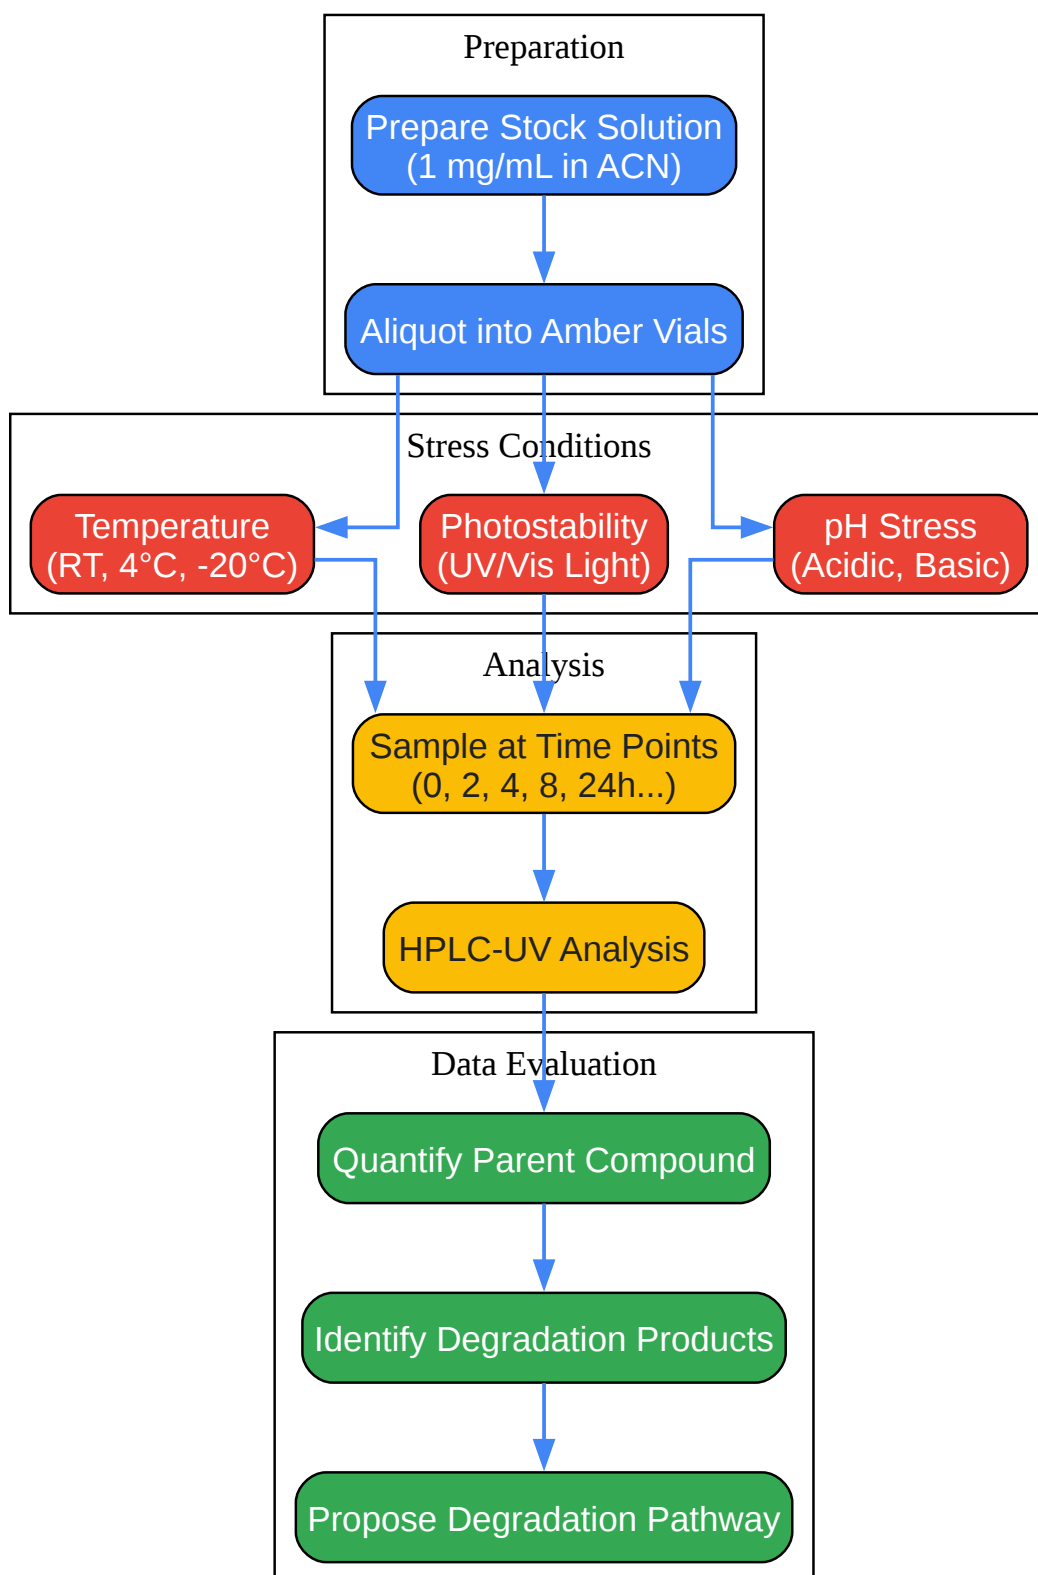 Preparation
Prepare Stock Solution
(1 mg/mL in ACN)
Aliquot into Amber Vials
Stress Conditions
Temperature
(RT, 4°C, -20°C)
Photostability
(UV/Vis Light)
pH Stress
(Acidic, Basic)
Analysis
Sample at Time Points
(0, 2, 4, 8, 24h...)
HPLC-UV Analysis
Data Evaluation
Quantify Parent Compound
Identify Degradation Products
Propose Degradation Pathway